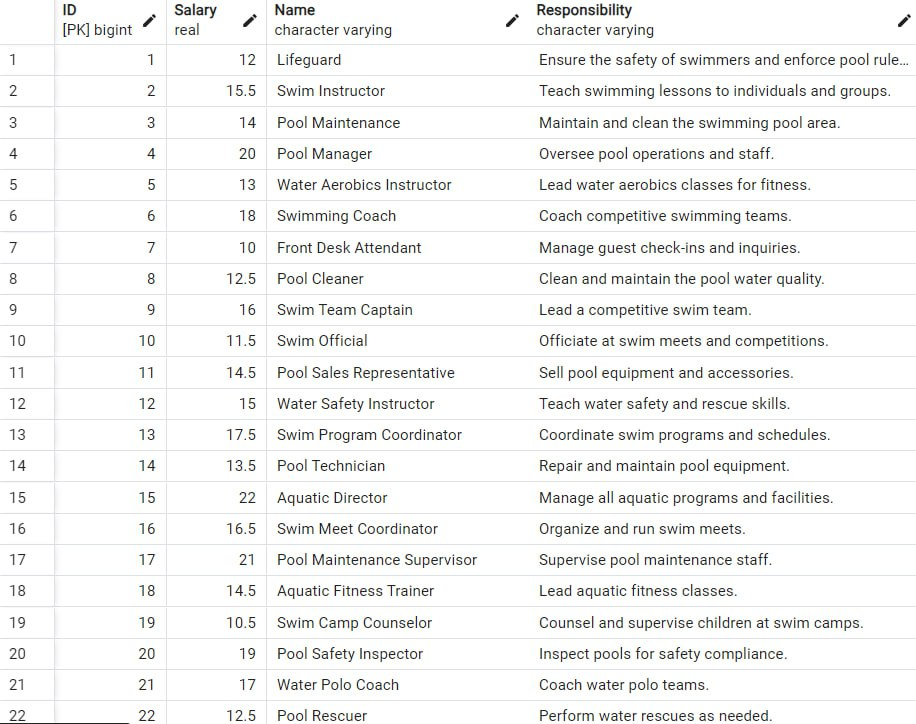 ID Salary Name Responsibility
[PK] bigint real character varying character varying
1 1 12 Lifeguard Ensure the safety of swimmers and enforce pool rule…
2 2 15.5 Swim Instructor Teach swimming lessons to individuals and groups.
3 3 14 Pool Maintenance Maintain and clean the swimming pool area.
4 4 20 Pool Manager Oversee pool operations and staff.
5 5 13 Water Aerobics Instructor Lead water aerobics classes for fitness.
6 6 18 Swimming Coach Coach competitive swimming teams.
7 7 10 Front Desk Attendant Manage guest check-ins and inquiries.
8 8 12.5 Pool Cleaner Clean and maintain the pool water quality.
9 9 16 Swim Team Captain Lead a competitive swim team.
10 10 11.5 Swim Official Officiate at swim meets and competitions.
11 11 14.5 Pool Sales Representative Sell pool equipment and accessories.
12 12 15 Water Safety Instructor Teach water safety and rescue skills.
13 13 17.5 Swim Program Coordinator Coordinate swim programs and schedules.
14 14 13.5 Pool Technician Repair and maintain pool equipment.
15 15 22 Aquatic Director Manage all aquatic programs and facilities.
16 16 16.5 Swim Meet Coordinator Organize and run swim meets.
17 17 21 Pool Maintenance Supervisor Supervise pool maintenance staff.
18 18 14.5 Aquatic Fitness Trainer Lead aquatic fitness classes.
19 19 10.5 Swim Camp Counselor Counsel and supervise children at swim camps.
20 20 19 Pool Safety Inspector Inspect pools for safety compliance.
21 21 17 Water Polo Coach Coach water polo teams.
22 22 12.5 Pool Rescuer Perform water rescues as needed.